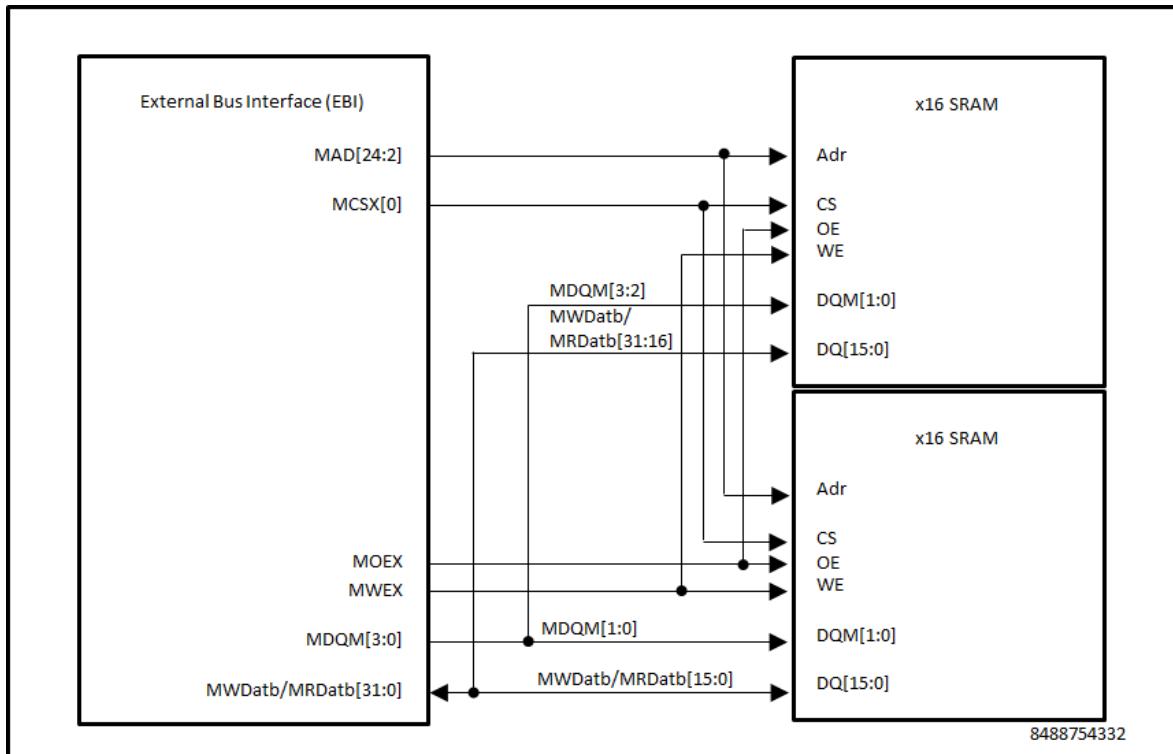 External Bus Interface (EBI)
MAD[24:2]
MCSX[0]
MOEX
MWEX
MDQM[3:0]
MWDatb/MRDatb[31:0]
MDQM[3:2]
MWDatb/
MRDatb[31:16]
MDQM[1:0]
MWDatb/MRDatb[15:0]
x16 SRAM
Adr
CS
OE
WE
DQM[1:0]
DQ[15:0]
x16 SRAM
Adr
CS
OE
WE
DQM[1:0]
DQ[15:0]
8488754332